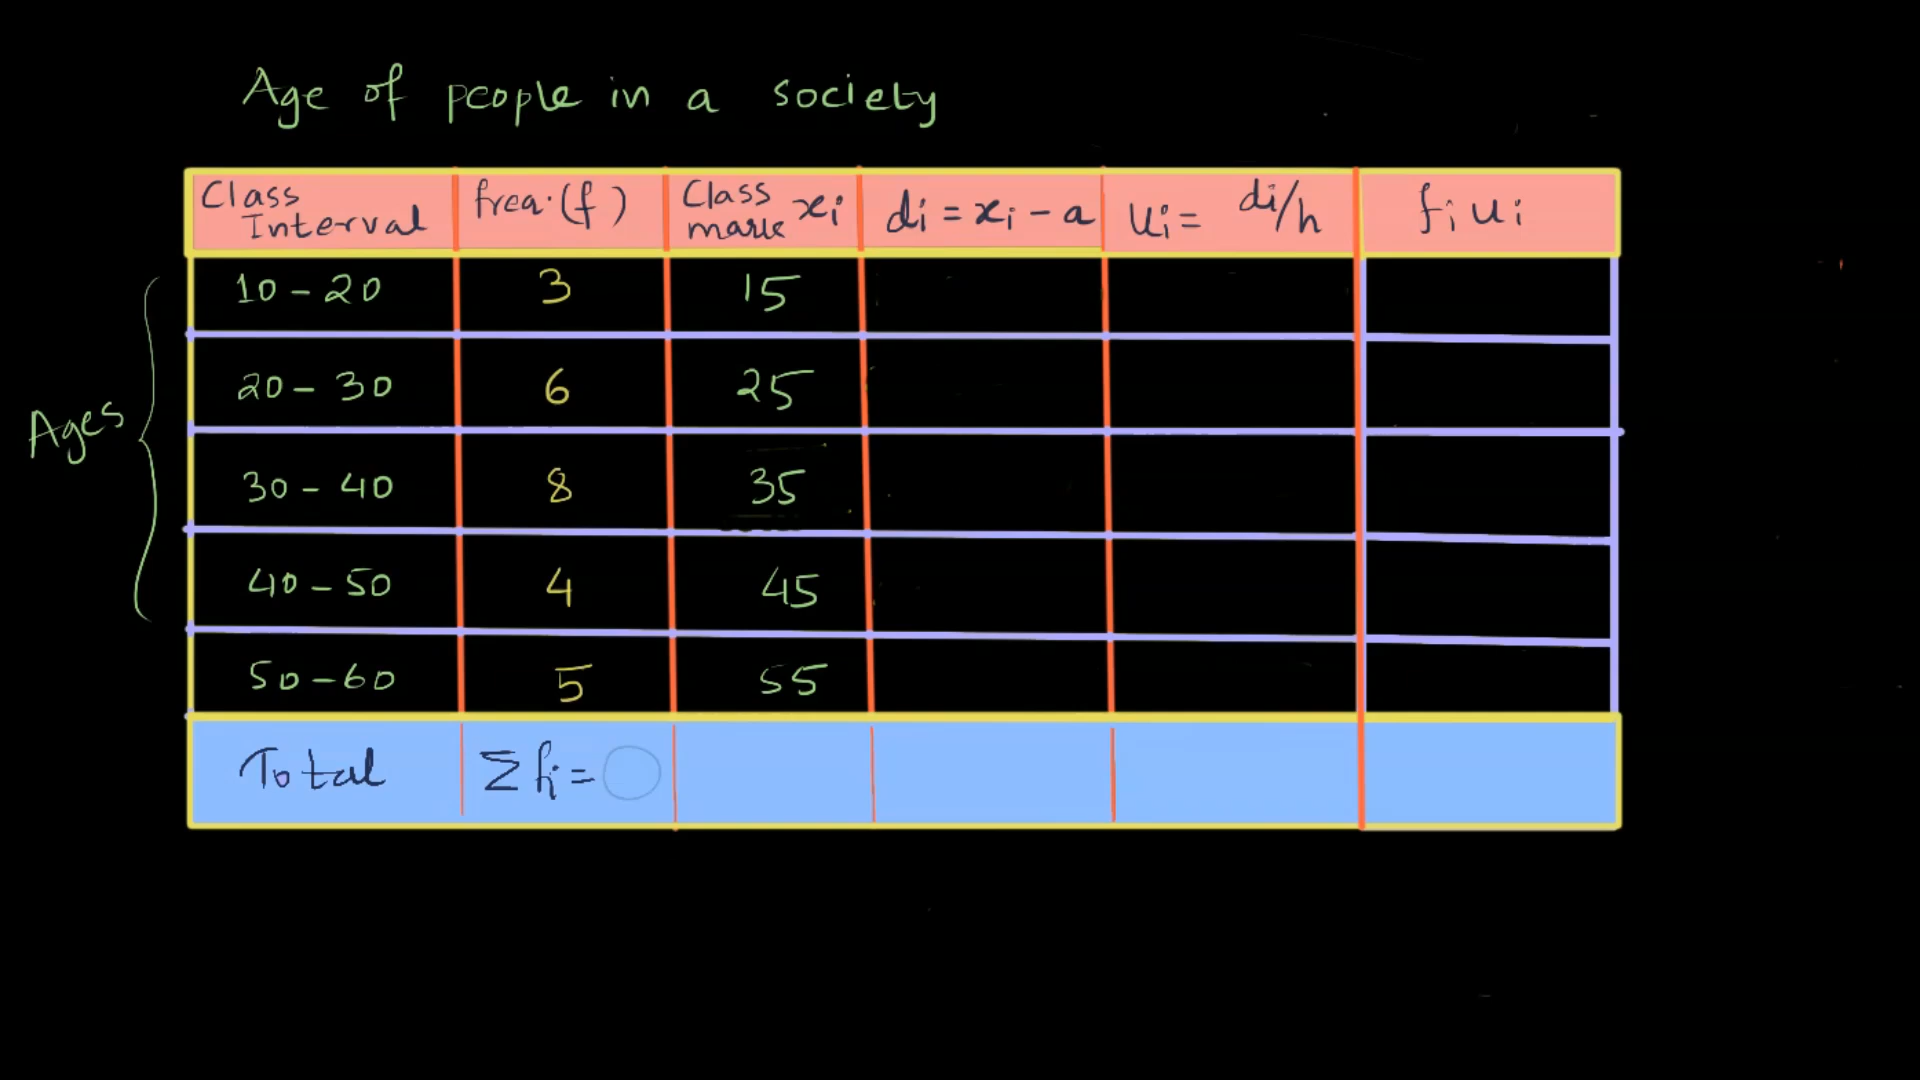 Age of people in a society
Class Interval freq. (f) Class mark xi di = xi - a ui = di/h fi ui
10 - 20 3 15
20 - 30 6 25
Ages
30 - 40 8 35
40 - 50 4 45
50 - 60 5 55
Total Σfi =